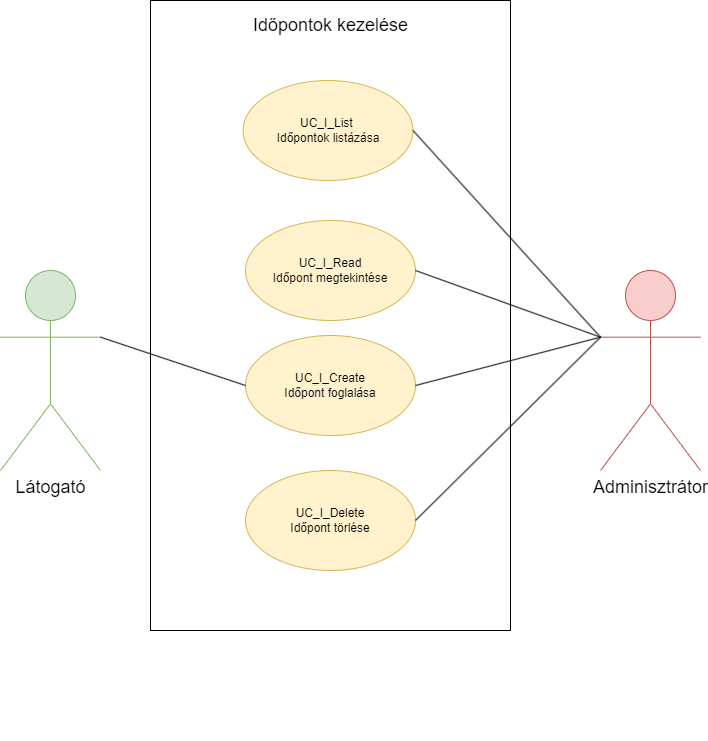 Időpontok kezelése
UC_I_List
Időpontok listázása
UC_I_Read
Időpont megtekintése
UC_I_Create
Időpont foglalása
UC_I_Delete
Időpont törlése
Látogató
Adminisztrátor